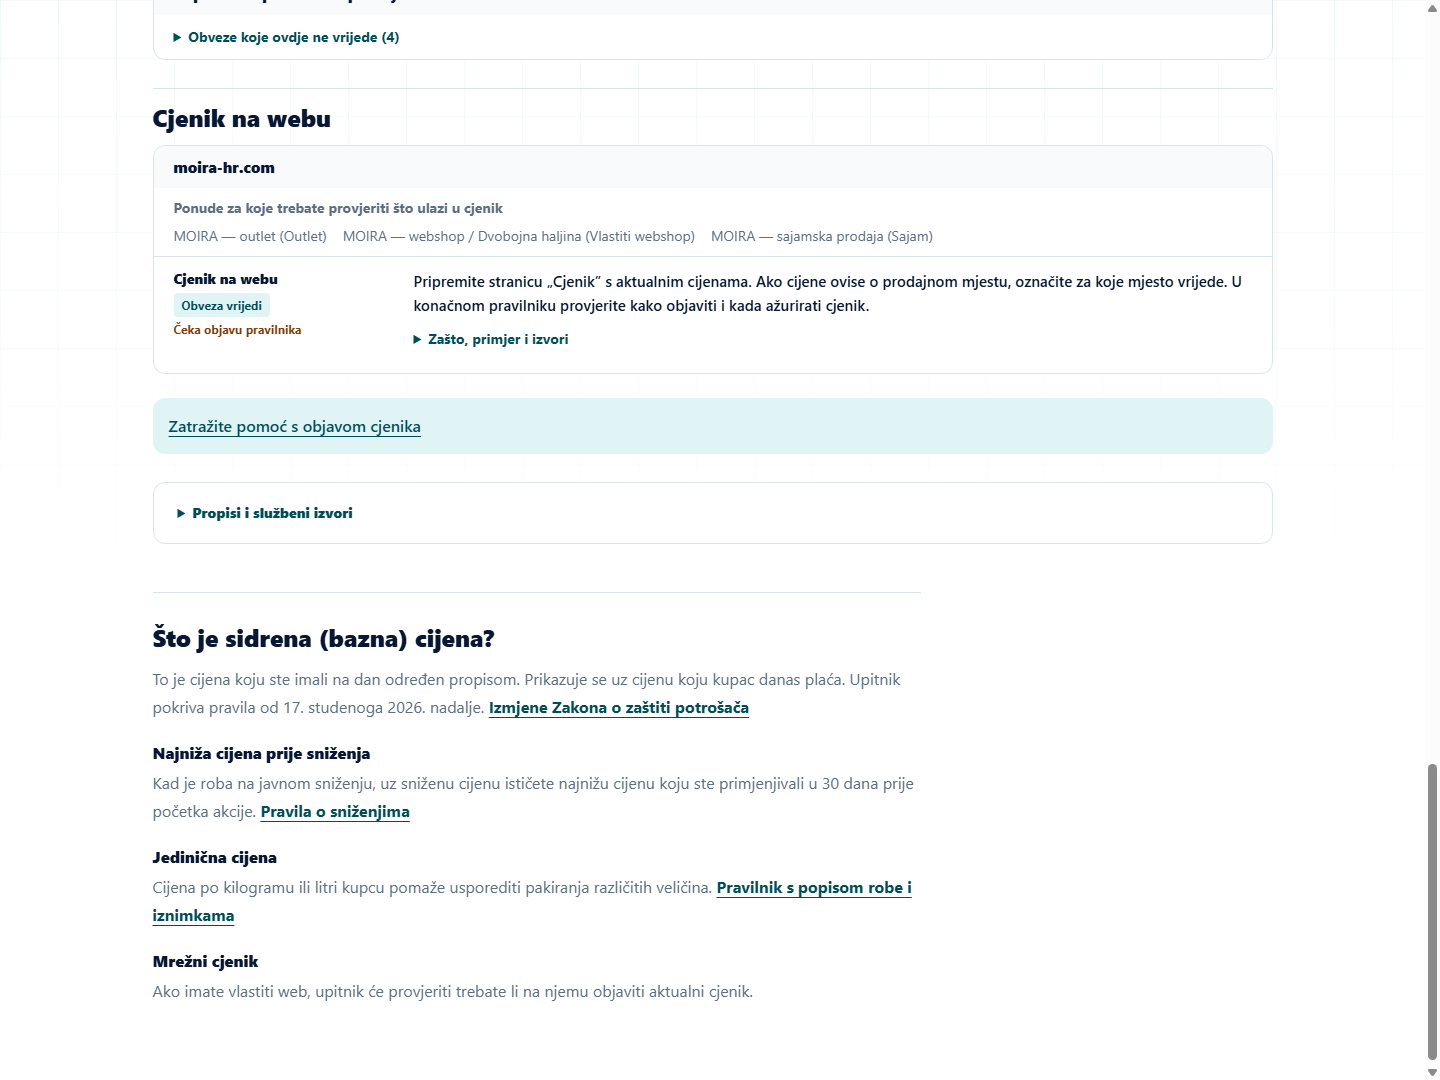 Obveze koje ovdje ne vrijede (4)
Cjenik na webu
moira-hr.com
Ponude za koje trebate provjeriti što ulazi u cjenik
MOIRA — outlet (Outlet) MOIRA — webshop / Dvobojna haljina (Vlastiti webshop) MOIRA — sajamska prodaja (Sajam)
Cjenik na webu
Obveza vrijedi
Čeka objavu pravilnika
Pripremite stranicu „Cjenik” s aktualnim cijenama. Ako cijene ovise o prodajnom mjestu, označite za koje mjesto vrijede. U
konačnom pravilniku provjerite kako objaviti i kada ažurirati cjenik.
Zašto, primjer i izvori
Zatražite pomoć s objavom cjenika
Propisi i službeni izvori
Što je sidrena (bazna) cijena?
To je cijena koju ste imali na dan određen propisom. Prikazuje se uz cijenu koju kupac danas plaća. Upitnik
pokriva pravila od 17. studenoga 2026. nadalje. Izmjene Zakona o zaštiti potrošača
Najniža cijena prije sniženja
Kad je roba na javnom sniženju, uz sniženu cijenu ističete najnižu cijenu koju ste primjenjivali u 30 dana prije
početka akcije. Pravila o sniženjima
Jedinična cijena
Cijena po kilogramu ili litri kupcu pomaže usporediti pakiranja različitih veličina. Pravilnik s popisom robe i
iznimkama
Mrežni cjenik
Ako imate vlastiti web, upitnik će provjeriti trebate li na njemu objaviti aktualni cjenik.